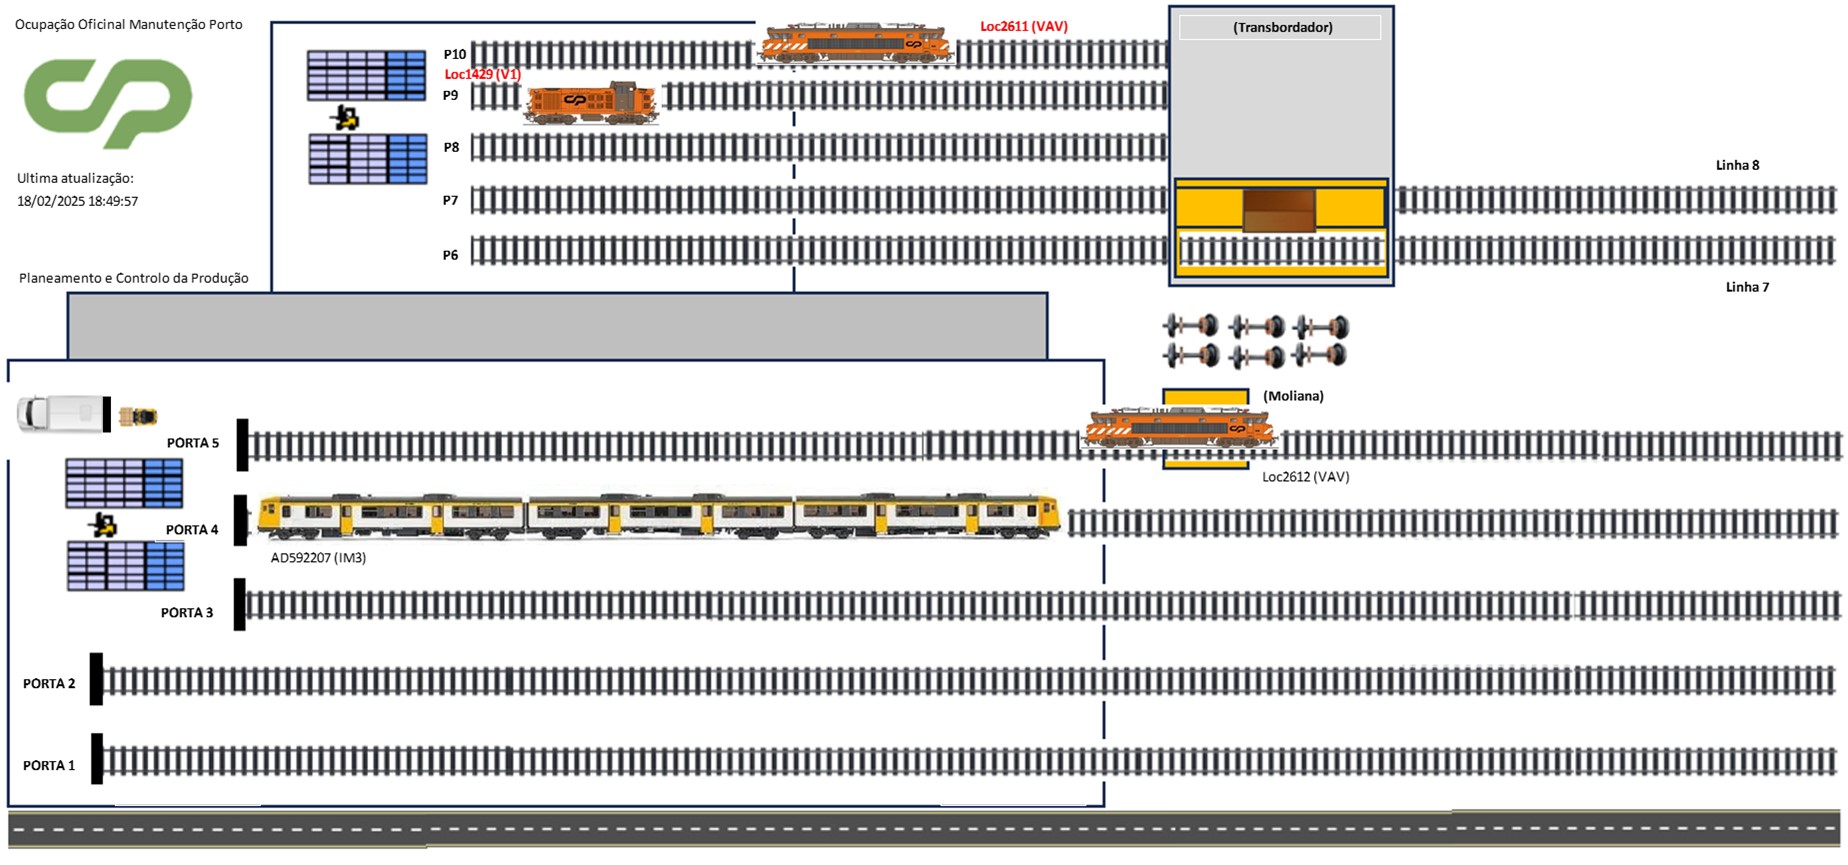 Ocupação Oficinal Manutenção Porto
CP
Ultima atualização:
18/02/2025 18:49:57
Planeamento e Controlo da Produção
P10
Loc2611 (VAV)
(Transbordador)
Loc1429 (V1)
P9
P8
Linha 8
P7
P6
Linha 7
(Moliana)
PORTA 5
Loc2612 (VAV)
PORTA 4
AD592207 (IM3)
PORTA 3
PORTA 2
PORTA 1